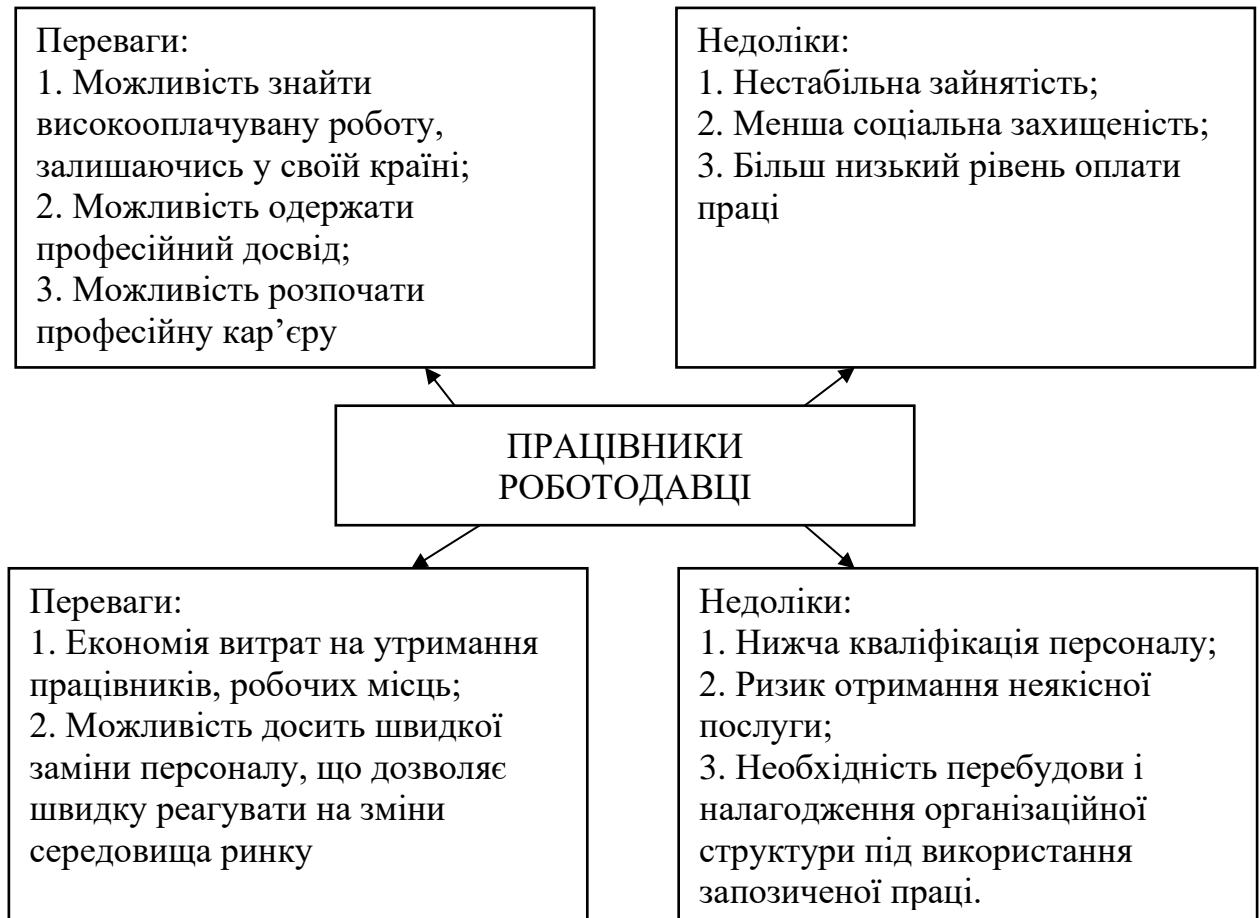 Переваги:
1. Можливість знайти
високооплачувану роботу,
залишаючись у своїй країні;
2. Можливість одержати
професійний досвід;
3. Можливість розпочати
професійну кар’єру
Недоліки:
1. Нестабільна зайнятість;
2. Менша соціальна захищеність;
3. Більш низький рівень оплати
праці
ПРАЦІВНИКИ
РОБОТОДАВЦІ
Переваги:
1. Економія витрат на утримання
працівників, робочих місць;
2. Можливість досить швидкої
заміни персоналу, що дозволяє
швидку реагувати на зміни
середовища ринку
Недоліки:
1. Нижча кваліфікація персоналу;
2. Ризик отримання неякісної
послуги;
3. Необхідність перебудови і
налагодження організаційної
структури під використання
запозиченої праці.